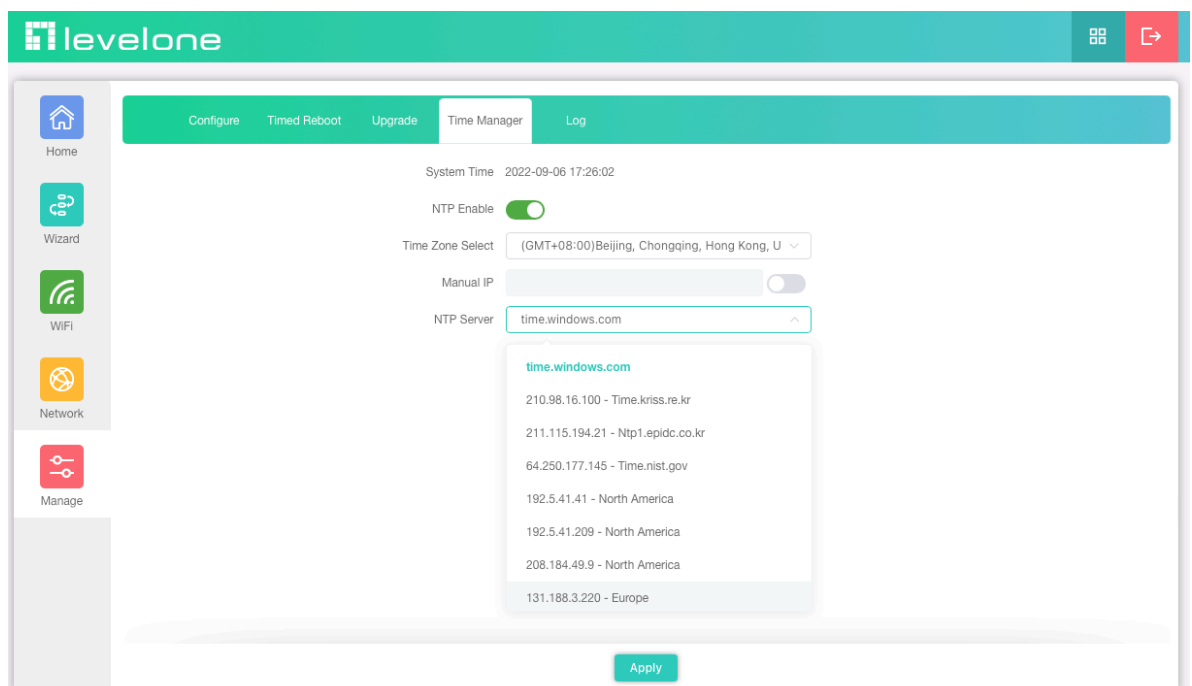 levelone
Configure Timed Reboot Upgrade Time Manager Log
Home
Wizard
WiFi
Network
Manage
System Time 2022-09-06 17:26:02
NTP Enable
Time Zone Select (GMT+08:00)Beijing, Chongqing, Hong Kong, U
Manual IP
NTP Server time.windows.com
time.windows.com
210.98.16.100 - Time.kriss.re.kr
211.115.194.21 - Ntp1.epidc.co.kr
64.250.177.145 - Time.nist.gov
192.5.41.41 - North America
192.5.41.209 - North America
208.184.49.9 - North America
131.188.3.220 - Europe
Apply